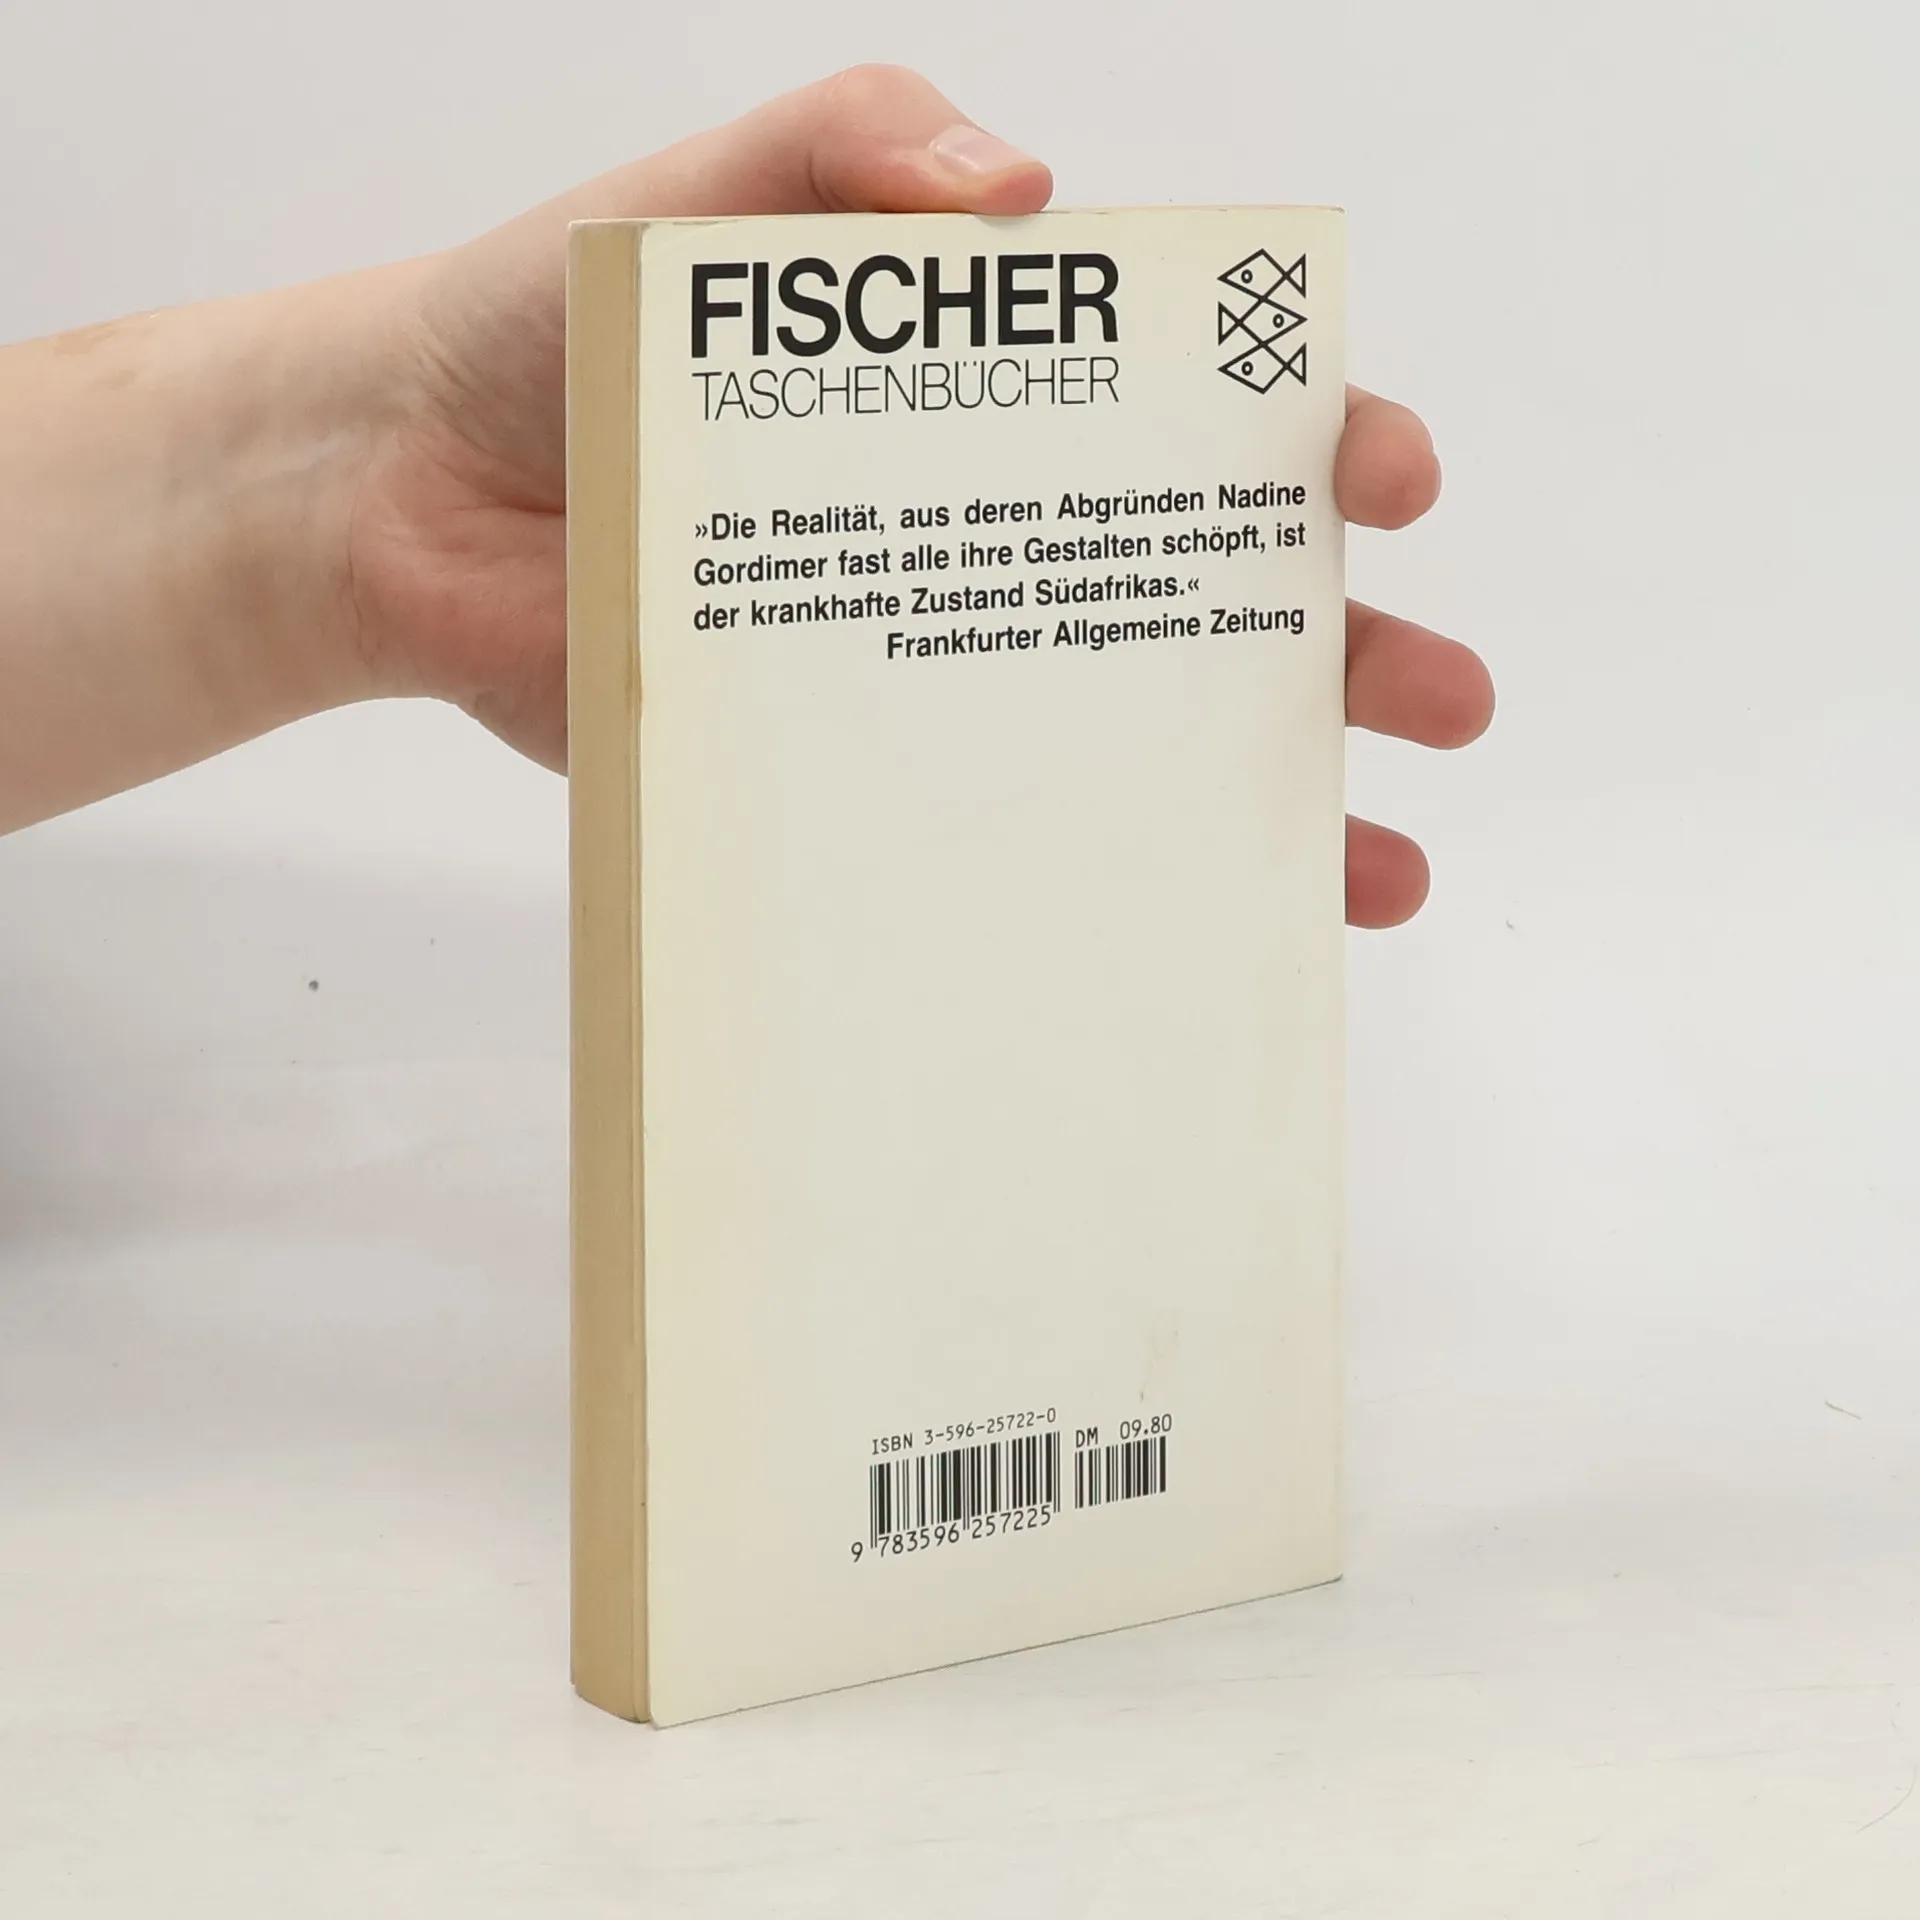 FISCHER
TASCHENBÜCHER
»Die Realität, aus deren Abgründen Nadine
Gordimer fast alle ihre Gestalten schöpft, ist
der krankhafte Zustand Südafrikas.«
Frankfurter Allgemeine Zeitung
ISBN 3-596-25722-0
DM 09.80
9 783596 257225